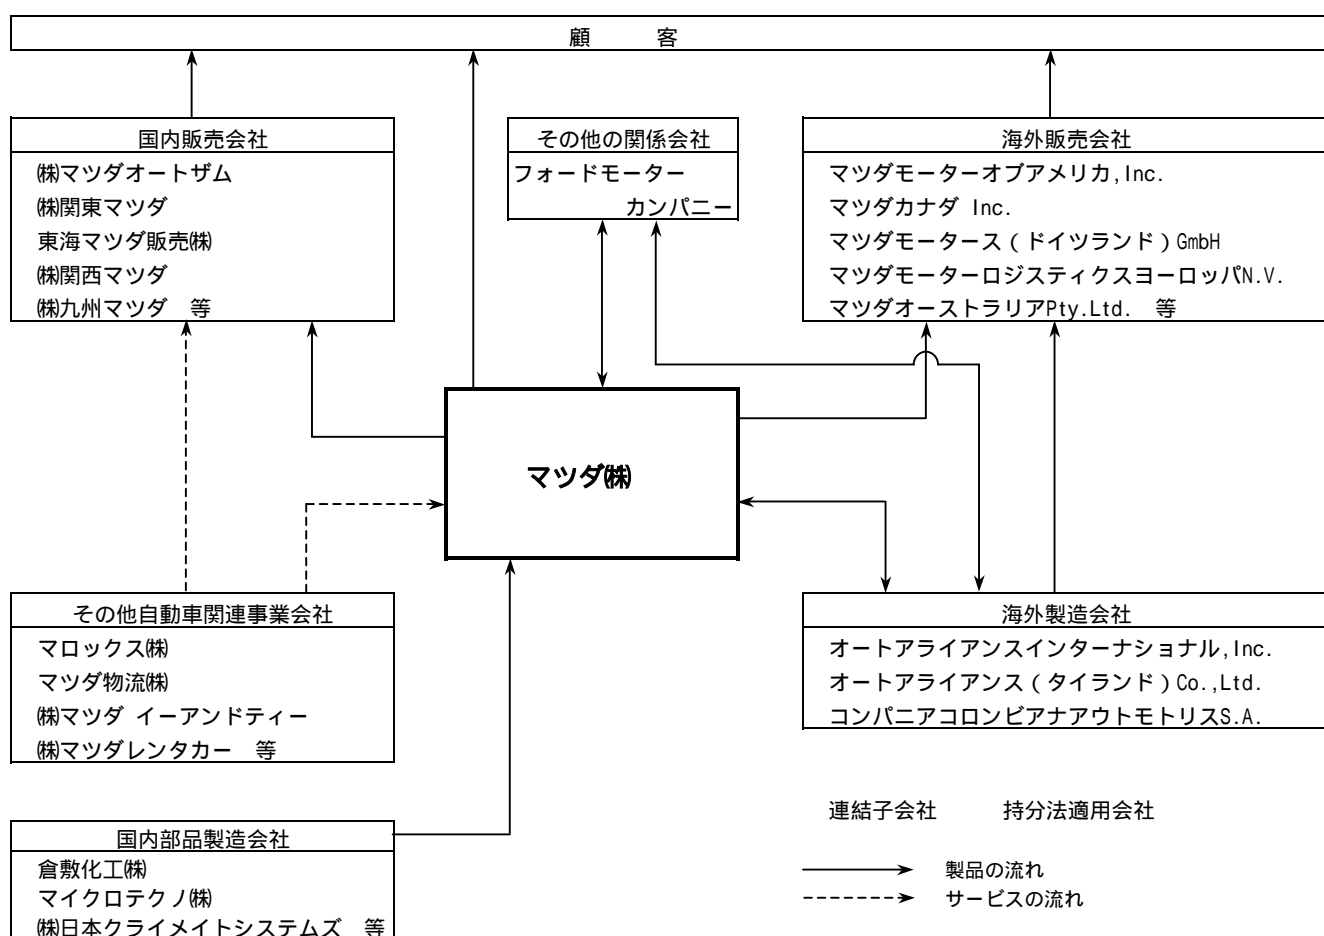 顧　　　客
国内販売会社
㈱マツダオートザム
㈱関東マツダ
東海マツダ販売㈱
㈱関西マツダ
㈱九州マツダ　等
その他の関係会社
フォードモーター
カンパニー
海外販売会社
マツダモーターオブアメリカ,Inc.
マツダカナダ Inc.
マツダモータース（ドイツランド）GmbH
マツダモーターロジスティクスヨーロッパN.V.
マツダオーストラリアPty.Ltd.　等
マツダ㈱
その他自動車関連事業会社
マロックス㈱
マツダ物流㈱
㈱マツダ イーアンドティー
㈱マツダレンタカー　等
海外製造会社
オートアライアンスインターナショナル,Inc.
オートアライアンス（タイランド）Co.,Ltd.
コンパニアコロンビアナアウトモトリスS.A.
国内部品製造会社
倉敷化工㈱
マイクロテクノ㈱
㈱日本クライメイトシステムズ　等
連結子会社　　　持分法適用会社
製品の流れ
サービスの流れ